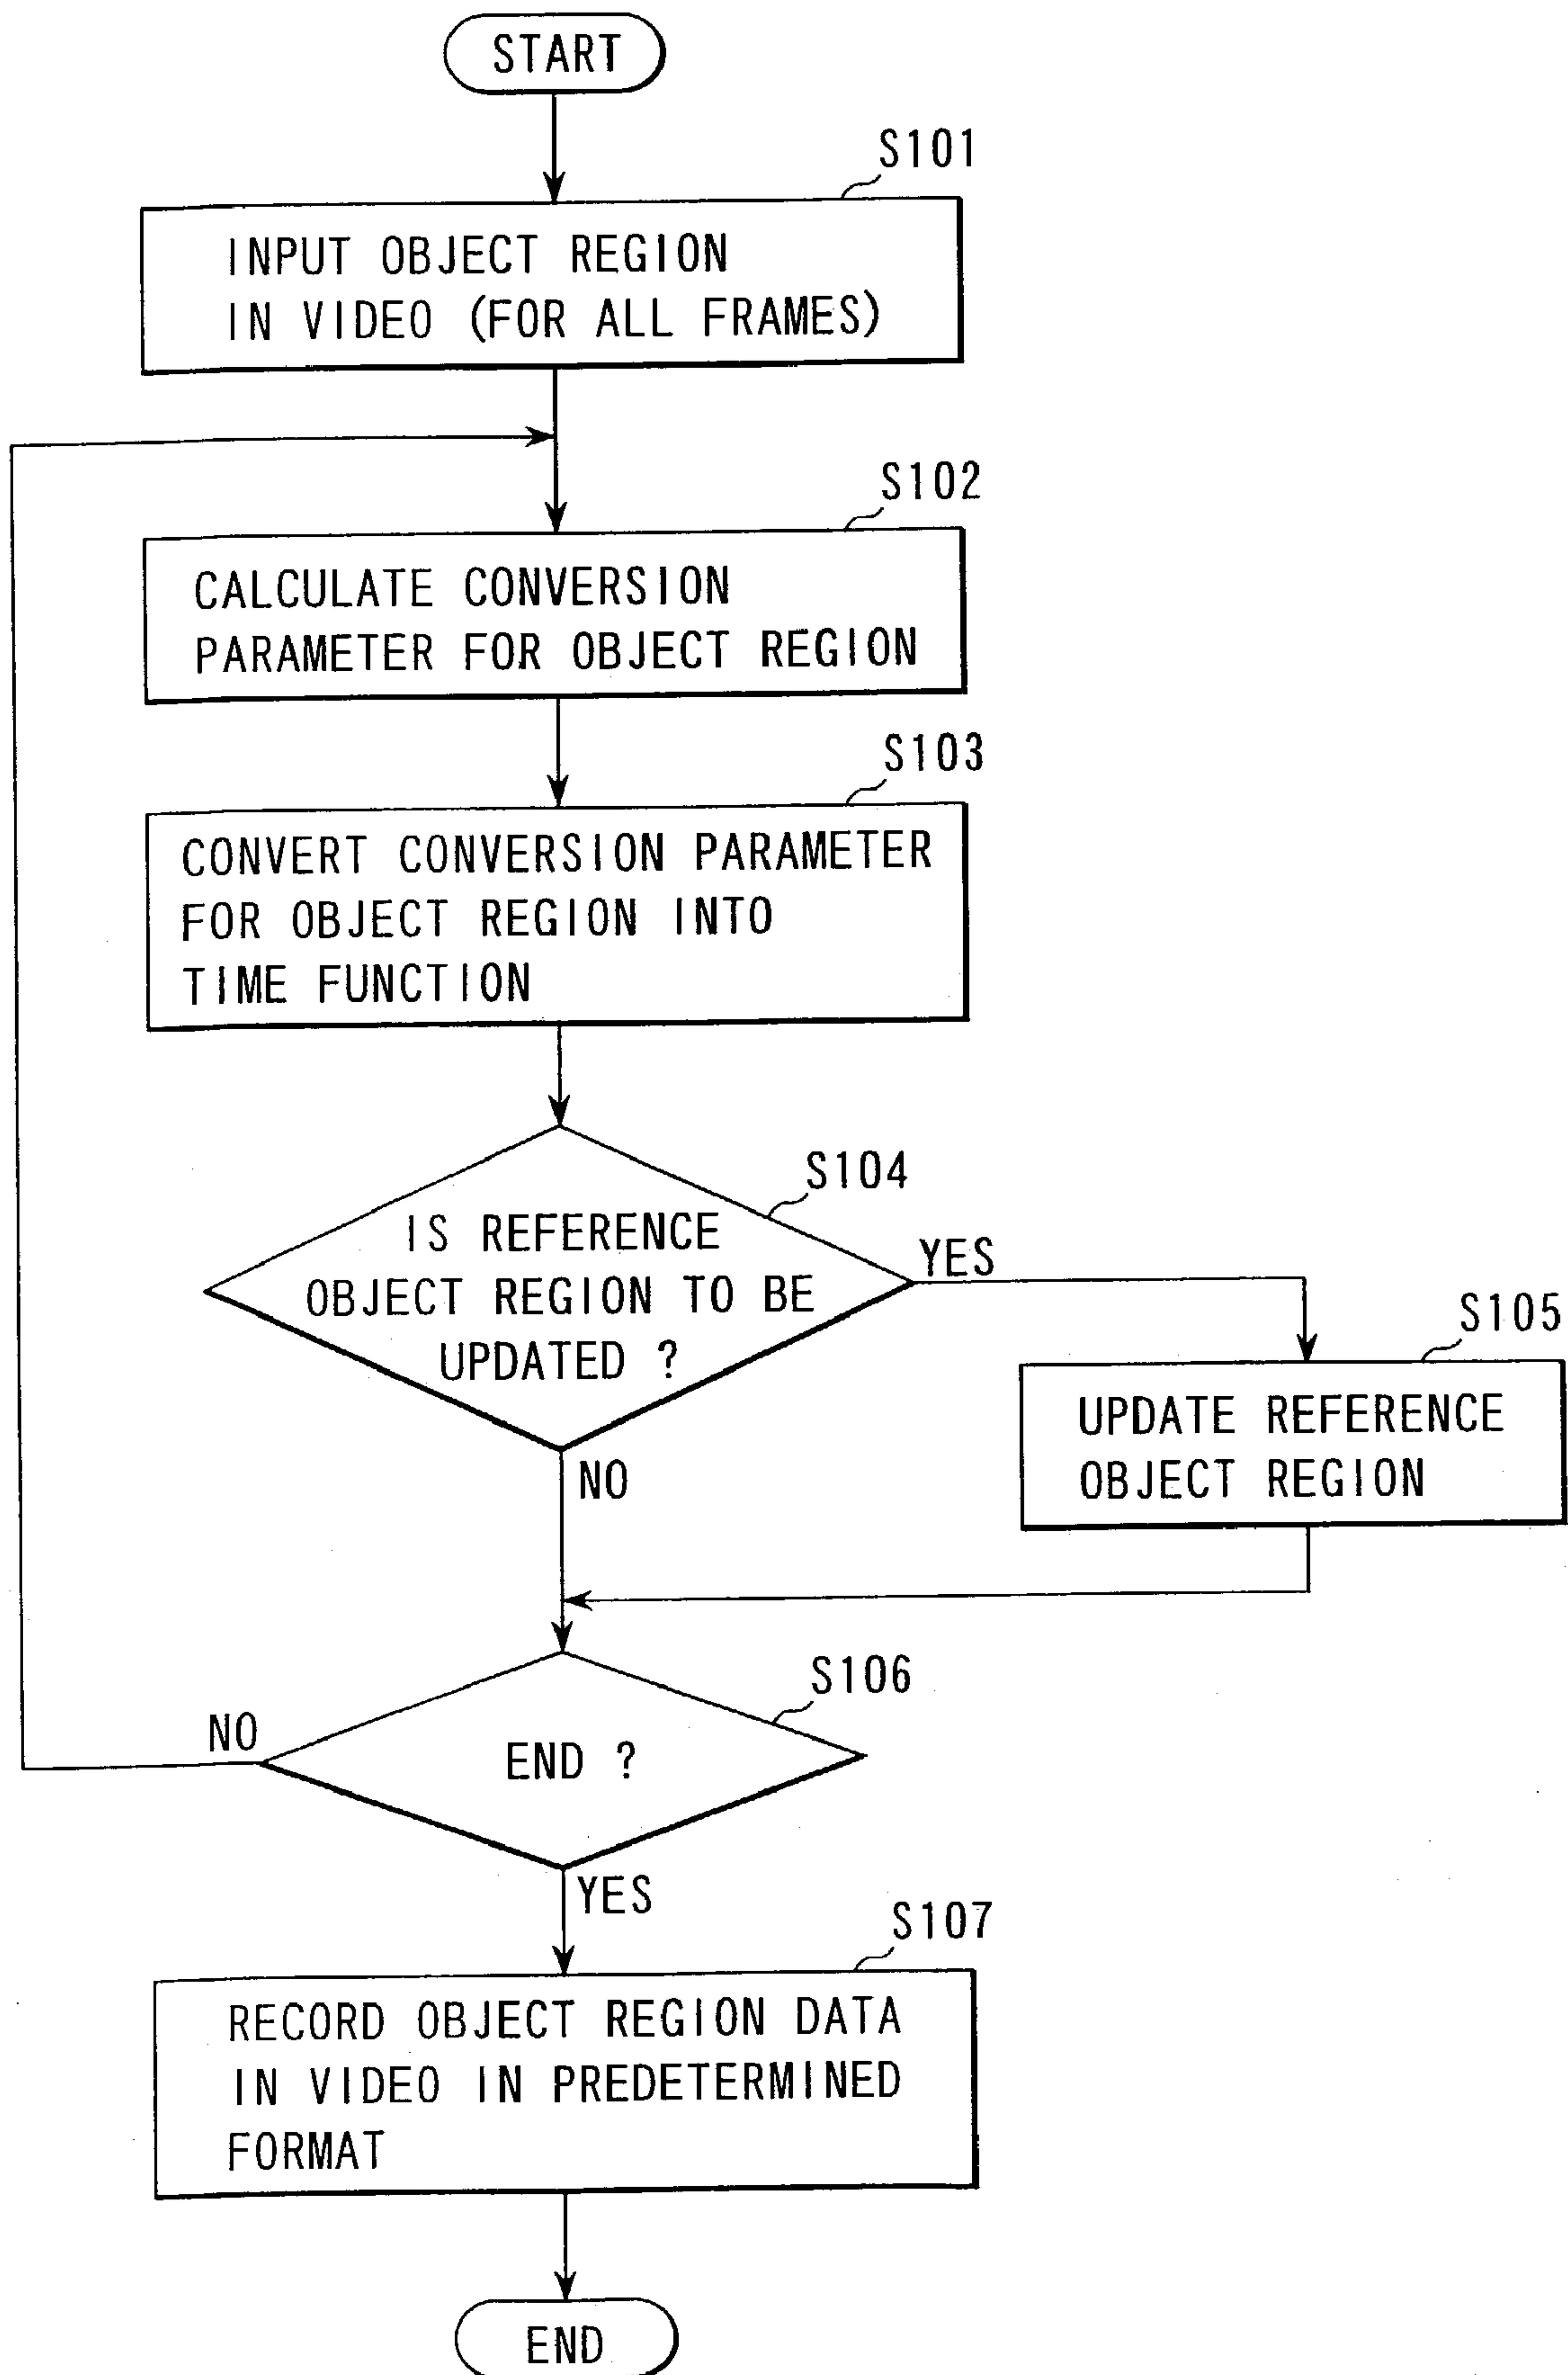 START
S101
INPUT OBJECT REGION
IN VIDEO (FOR ALL FRAMES)
S102
CALCULATE CONVERSION
PARAMETER FOR OBJECT REGION
S103
CONVERT CONVERSION PARAMETER
FOR OBJECT REGION INTO
TIME FUNCTION
S104
IS REFERENCE
OBJECT REGION TO BE
UPDATED ?
YES
S105
UPDATE REFERENCE
OBJECT REGION
NO
S106
NO
END ?
YES
S107
RECORD OBJECT REGION DATA
IN VIDEO IN PREDETERMINED
FORMAT
END